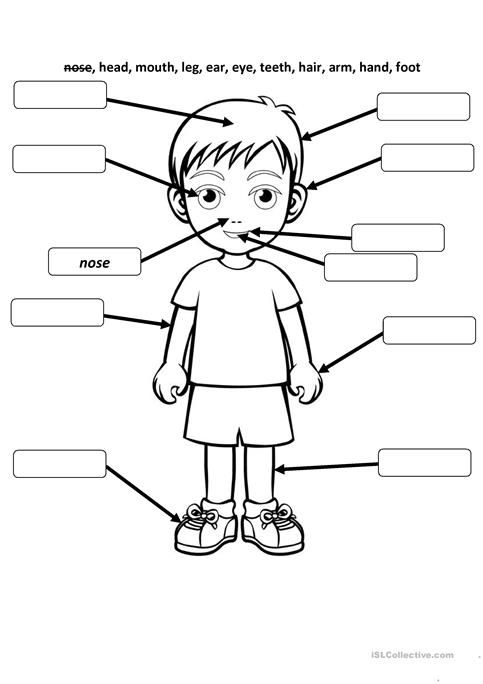 nose, head, mouth, leg, ear, eye, teeth, hair, arm, hand, foot
nose
iSLCollective.com